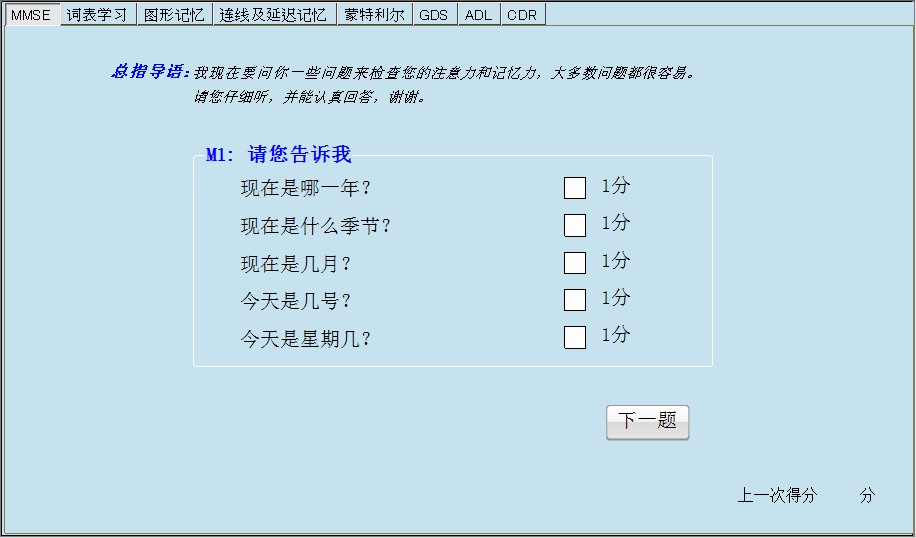 MMSE 词表学习 图形记忆 连线及延迟记忆 蒙特利尔 GDS ADL CDR
总指导语:我现在要问你一些问题来检查您的注意力和记忆力，大多数问题都很容易。
请您仔细听，并能认真回答，谢谢。
M1: 请您告诉我
现在是哪一年? 1分
现在是什么季节? 1分
现在是几月? 1分
今天是几号? 1分
今天是星期几? 1分
下一题
上一次得分 分